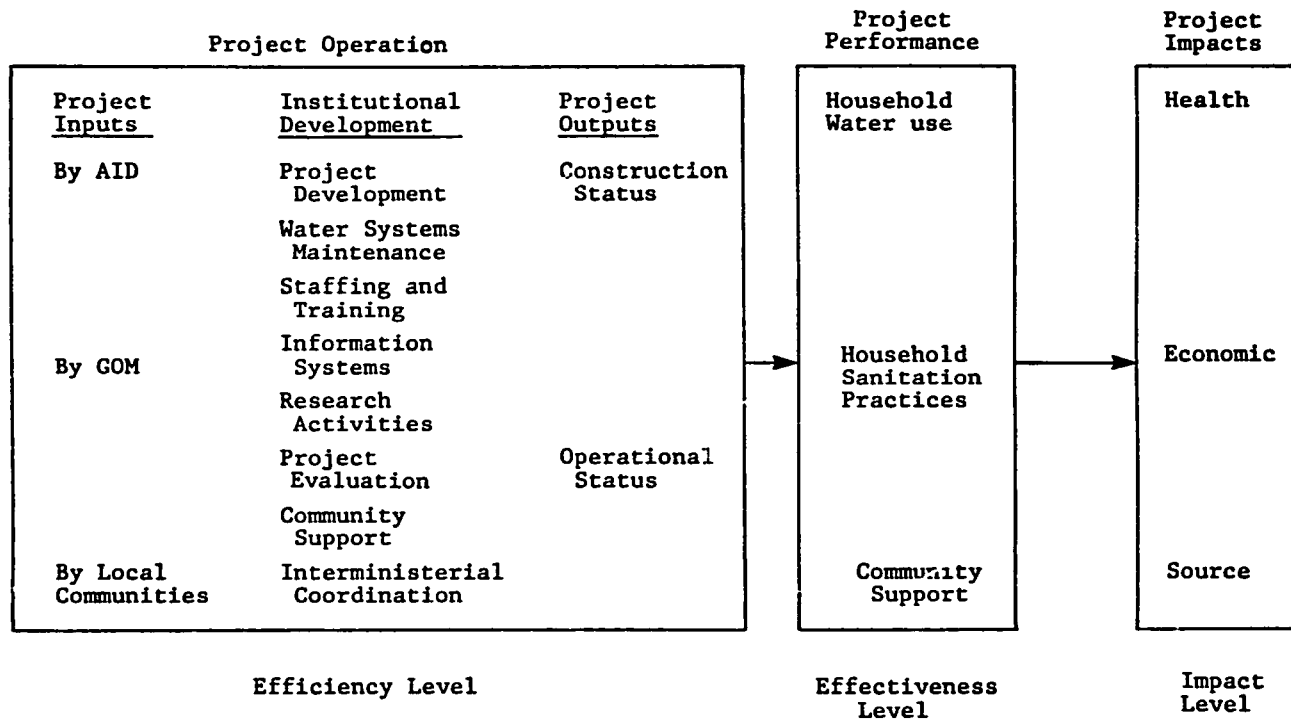 Project Operation
Project
Performance
Project
Impacts
Project
Inputs
Institutional
Development
Project
Outputs
By AID
By GOM
By Local
Communities
Project
Development
Water Systems
Maintenance
Staffing and
Training
Information
Systems
Research
Activities
Project
Evaluation
Community
Support
Interministerial
Coordination
Construction
Status
Operational
Status
Household
Water use
Household
Sanitation
Practices
Community
Support
Health
Economic
Source
Efficiency Level
Effectiveness
Level
Impact
Level